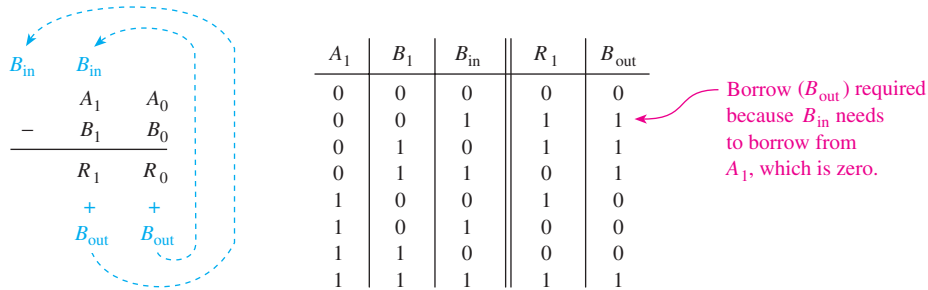 B_in B_in
A_1 A_0
– B_1 B_0
R_1 R_0
+ +
B_out B_out
A_1 B_1 B_in R_1 B_out
0 0 0 0 0
0 0 1 1 1
0 1 0 1 1
0 1 1 0 1
1 0 0 1 0
1 0 1 0 0
1 1 0 0 0
1 1 1 1 1
Borrow (B_out) required
because B_in needs
to borrow from
A_1, which is zero.